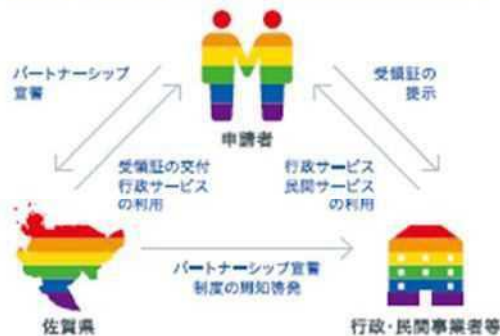 パートナーシップ
宣誓
受領証の
提示
申請者
受領証の交付
行政サービス
の利用
行政サービス
民間サービス
の利用
パートナーシップ宣誓
制度の周知啓発
佐賀県
行政・民間事業者等